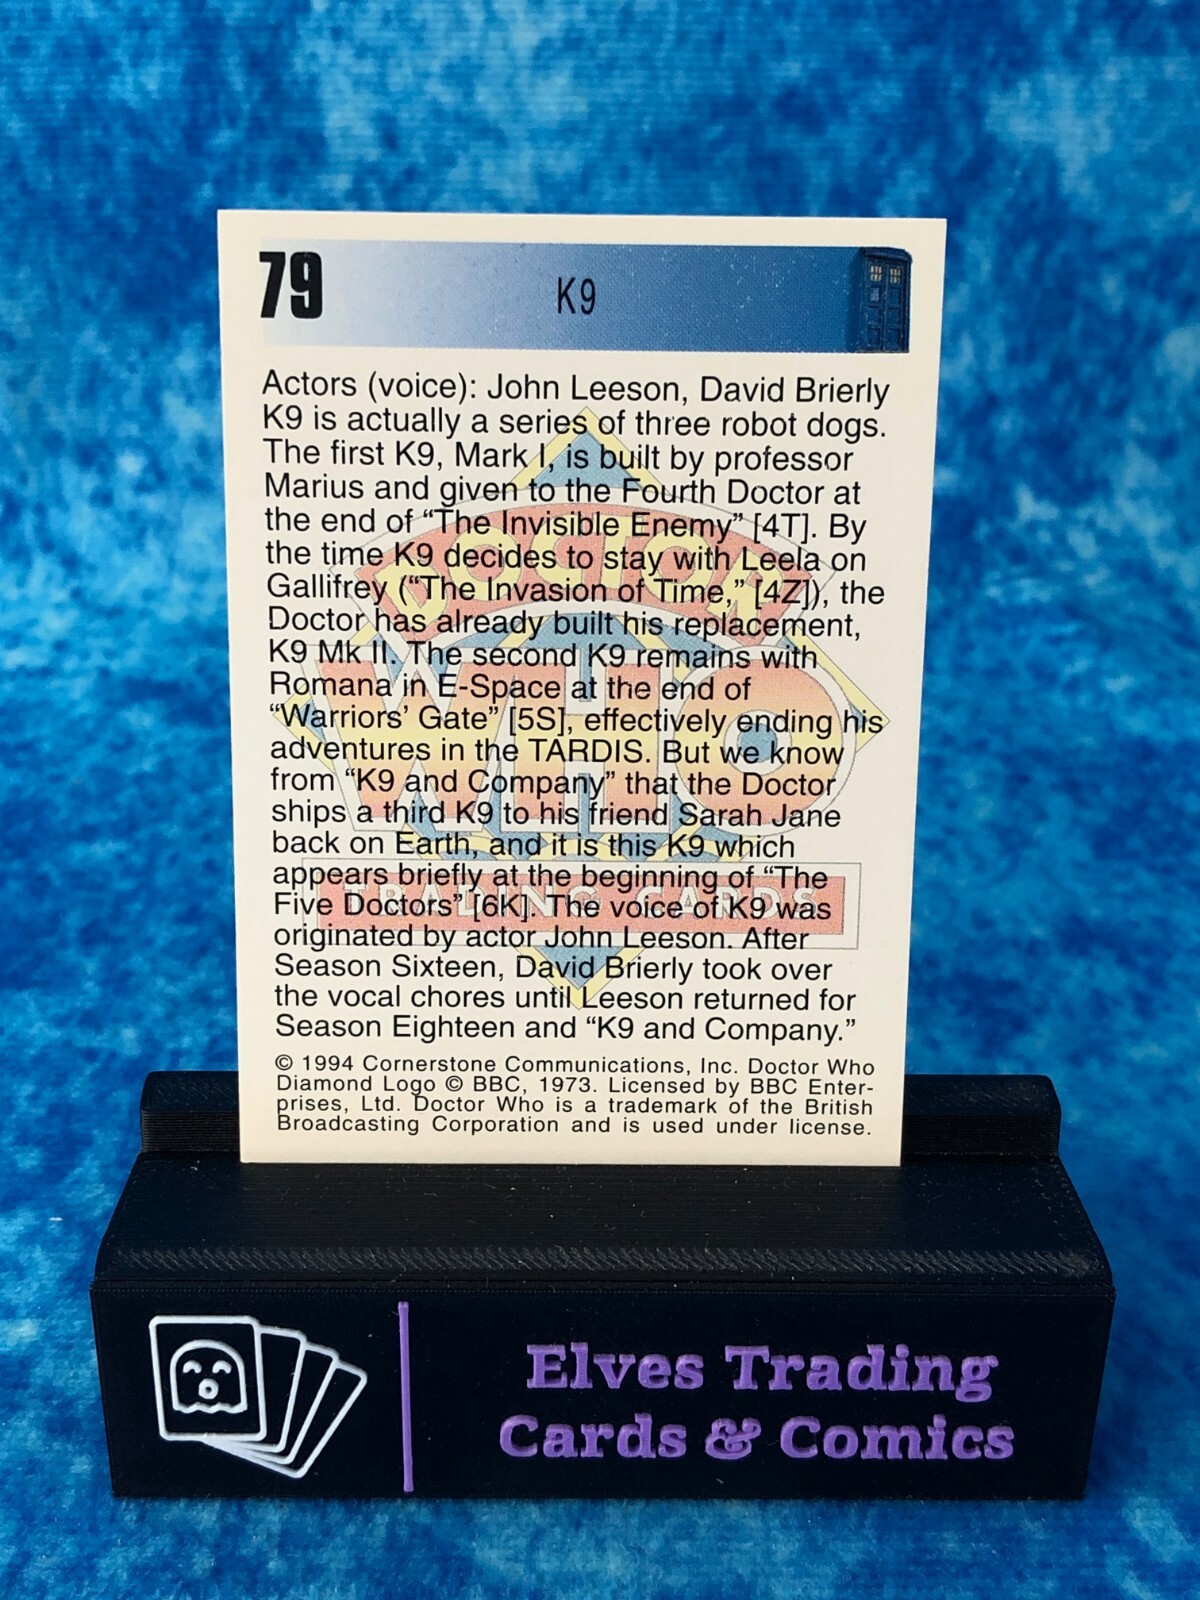 79
K9
Actors (voice): John Leeson, David Brierly
K9 is actually a series of three robot dogs.
The first K9, Mark I, is built by professor
Marius and given to the Fourth Doctor at
the end of “The Invisible Enemy” [4T]. By
the time K9 decides to stay with Leela on
Gallifrey (“The Invasion of Time,” [4Z]), the
Doctor has already built his replacement,
K9 Mk II. The second K9 remains with
Romana in E-Space at the end of
“Warriors’ Gate” [5S], effectively ending his
adventures in the TARDIS. But we know
from “K9 and Company” that the Doctor
ships a third K9 to his friend Sarah Jane
back on Earth, and it is this K9 which
appears briefly at the beginning of “The
Five Doctors” [6K]. The voice of K9 was
originated by actor John Leeson. After
Season Sixteen, David Brierly took over
the vocal chores until Leeson returned for
Season Eighteen and “K9 and Company.”
DOCTOR
WHO
TRADING CARDS
© 1994 Cornerstone Communications, Inc. Doctor Who
Diamond Logo © BBC, 1973. Licensed by BBC Enter-
prises, Ltd. Doctor Who is a trademark of the British
Broadcasting Corporation and is used under license.
Elves Trading
Cards & Comics